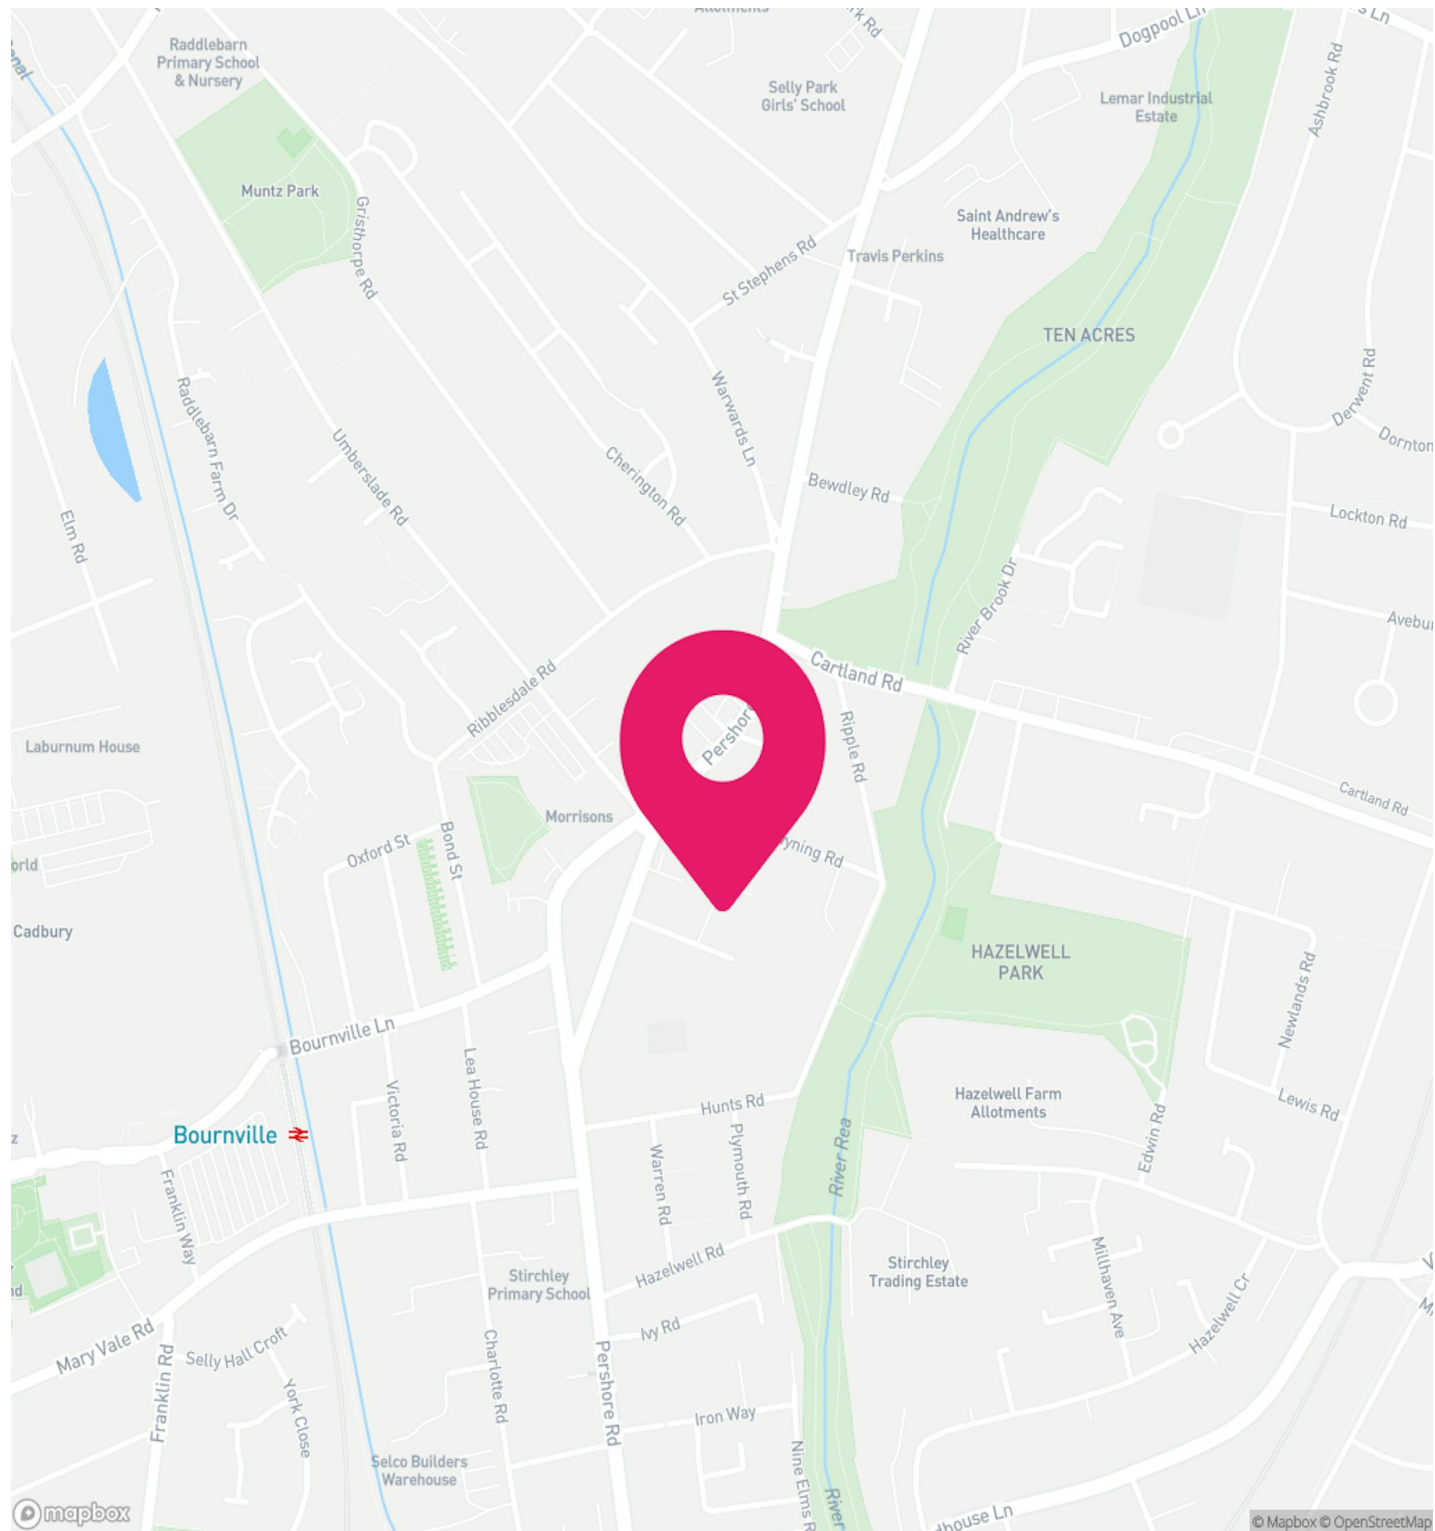 Allotments
Dogpool Ln
Raddlebarn
Primary School
& Nursery
Selly Park
Girls' School
Lemar Industrial
Estate
Ashbrook Rd
Muntz Park
Gristhorpe Rd
Saint Andrew's
Healthcare
St Stephens Rd
Travis Perkins
TEN ACRES
Derwent Rd
Dornton
Warwards Ln
Raddlebarn Farm Dr
Umberslade Rd
Cherington Rd
Bewdley Rd
Lockton Rd
Elm Rd
River Brook Dr
Cartland Rd
Ribblesdale Rd
Ripple Rd
Pershore
Laburnum House
Cartland Rd
Morrisons
Oxford St
Bond St
Cadbury
HAZELWELL
PARK
Newlands Rd
Bournville Ln
Lea House Rd
Victoria Rd
Hunts Rd
Hazelwell Farm
Allotments
Lewis Rd
Bournville
Plymouth Rd
Warren Rd
River Rea
Edwin Rd
Franklin Way
Hazelwell Rd
Stirchley
Primary School
Stirchley
Trading Estate
Millhaven Ave
Hazelwell Cr
Ivy Rd
Mary Vale Rd
Selly Hall Croft
Franklin Rd
York Close
Charlotte Rd
Pershore Rd
Iron Way
Nine Elms R
Selco Builders
Warehouse
River
mapbox
© Mapbox © OpenStreetMap